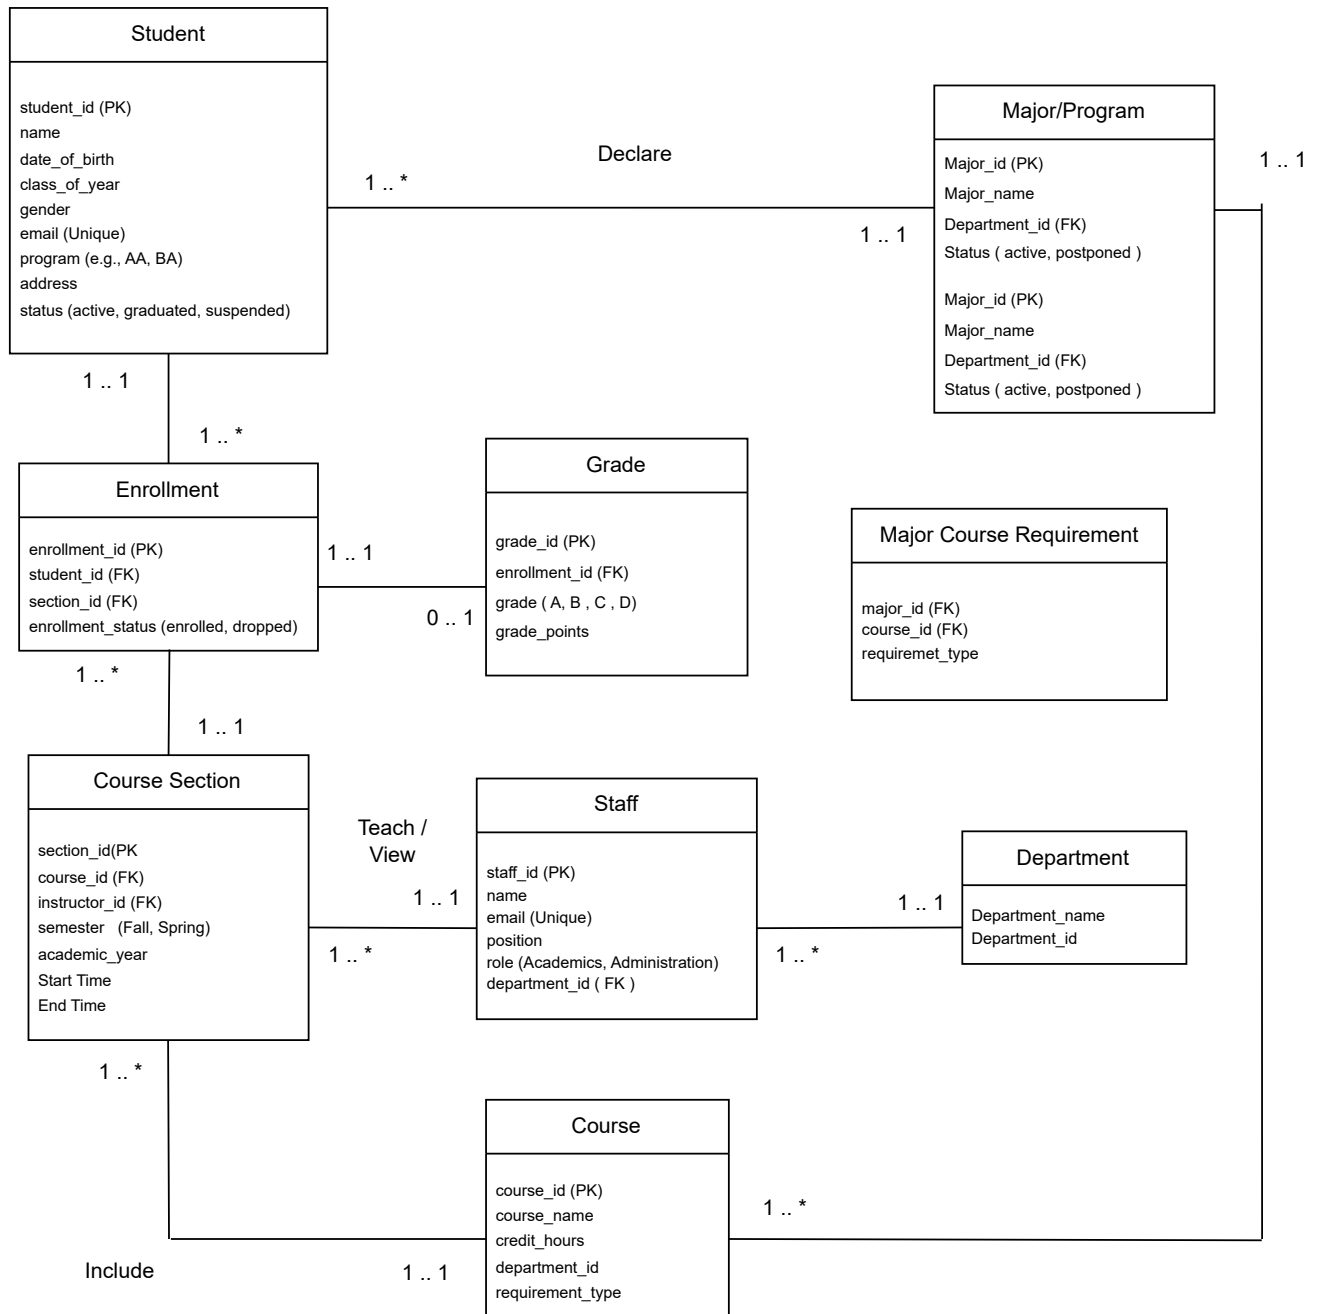 Student
student_id (PK)
name
date_of_birth
class_of_year
gender
email (Unique)
program (e.g., AA, BA)
address
status (active, graduated, suspended)
Declare
1 .. *
1 .. 1
Major/Program
Major_id (PK)
Major_name
Department_id (FK)
Status ( active, postponed )
Major_id (PK)
Major_name
Department_id (FK)
Status ( active, postponed )
1 .. 1
1 .. 1
1 .. *
Enrollment
enrollment_id (PK)
student_id (FK)
section_id (FK)
enrollment_status (enrolled, dropped)
1 .. 1
0 .. 1
Grade
grade_id (PK)
enrollment_id (FK)
grade ( A, B , C , D)
grade_points
Major Course Requirement
major_id (FK)
course_id (FK)
requiremet_type
1 .. *
1 .. 1
Course Section
section_id(PK
course_id (FK)
instructor_id (FK)
semester (Fall, Spring)
academic_year
Start Time
End Time
Teach /
View
1 .. 1
1 .. *
Staff
staff_id (PK)
name
email (Unique)
position
role (Academics, Administration)
department_id ( FK )
1 .. 1
1 .. *
Department
Department_name
Department_id
1 .. *
Include
1 .. 1
Course
course_id (PK)
course_name
credit_hours
department_id
requirement_type
1 .. *